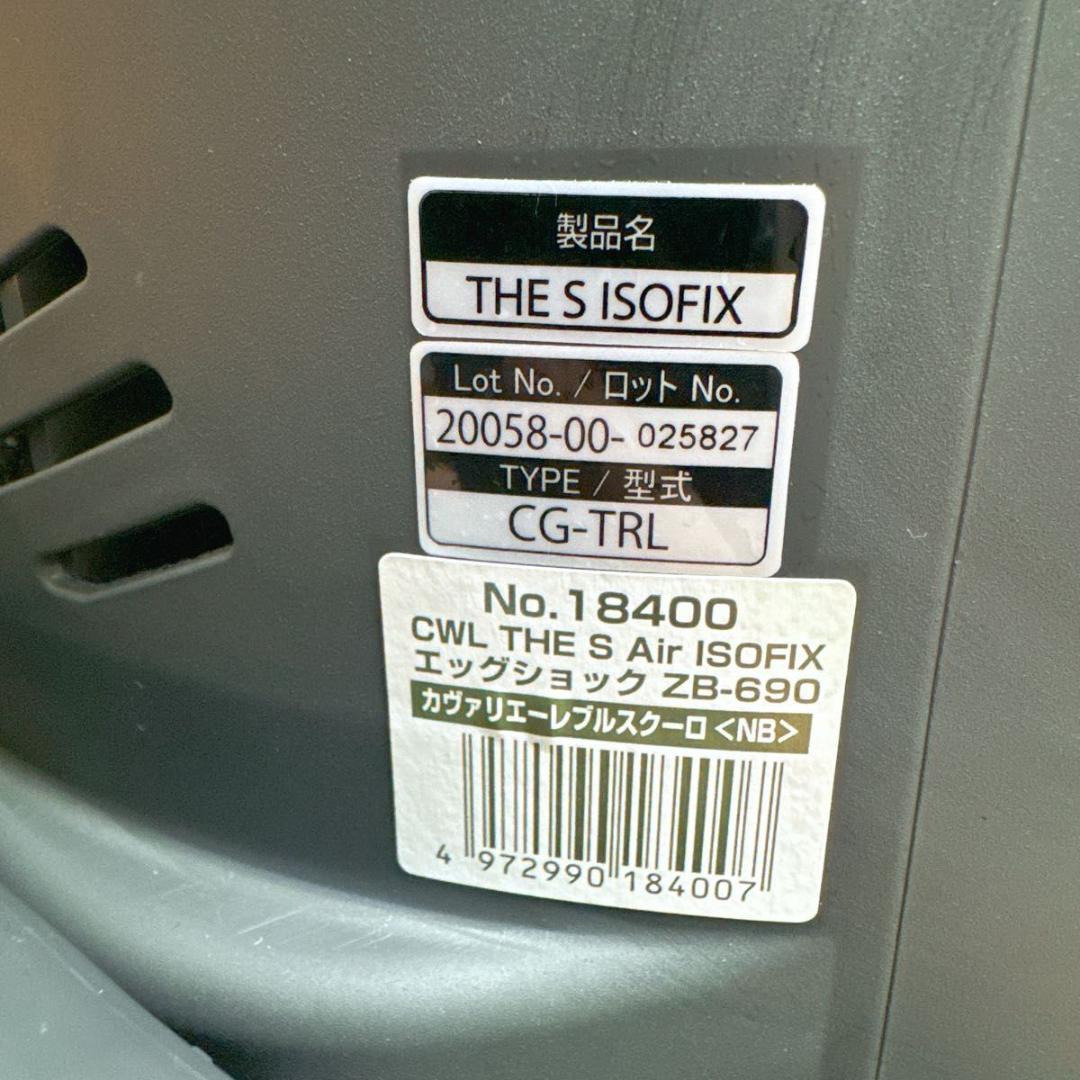 製品名
THE S ISOFIX
Lot No. / ロット No.
20058-00- 025827
TYPE / 型式
CG-TRL
No.18400
CWL THE S Air ISOFIX
エッグショック ZB-690
カヴァリエーレブルスクーロ <NB>
4 972990 184007